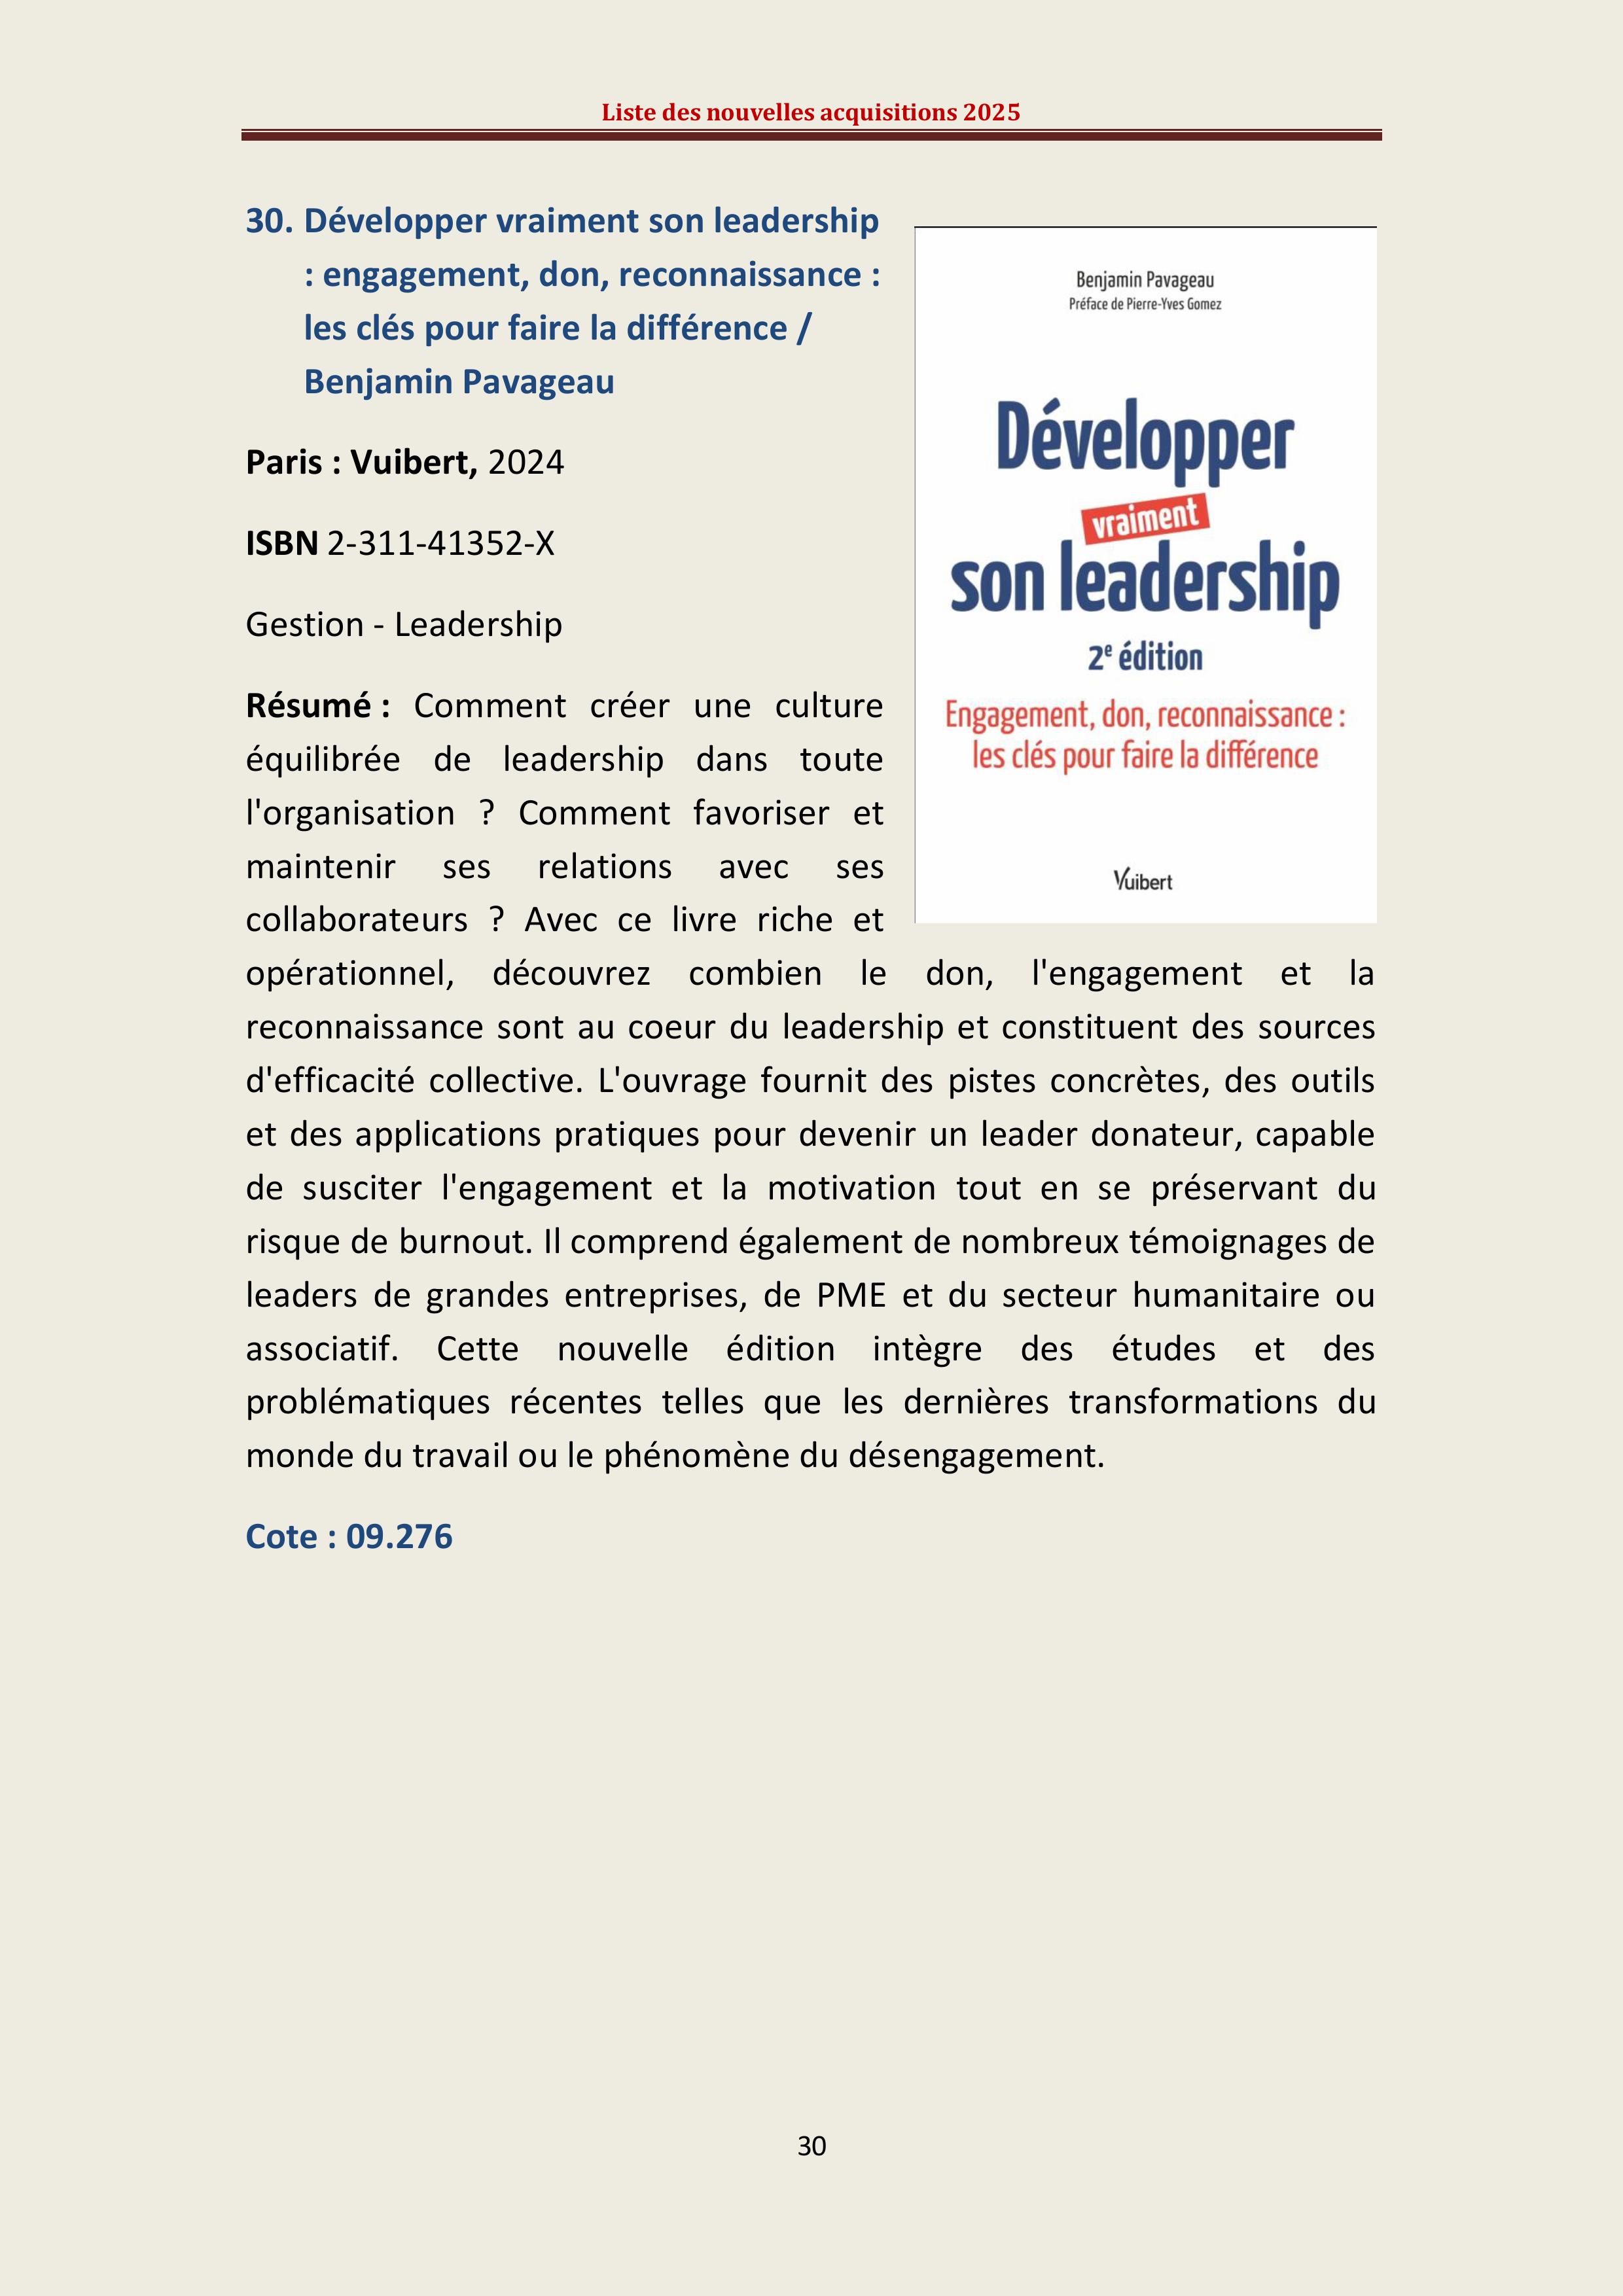 Liste des nouvelles acquisitions 2025
30. Développer vraiment son leadership
: engagement, don, reconnaissance :
les clés pour faire la différence /
Benjamin Pavageau
Paris : Vuibert, 2024
ISBN 2-311-41352-X
Gestion - Leadership
Résumé : Comment créer une culture
équilibrée de leadership dans toute
l'organisation ? Comment favoriser et
maintenir ses relations avec ses
collaborateurs ? Avec ce livre riche et
opérationnel, découvrez combien le don, l'engagement et la
reconnaissance sont au coeur du leadership et constituent des sources
d'efficacité collective. L'ouvrage fournit des pistes concrètes, des outils
et des applications pratiques pour devenir un leader donateur, capable
de susciter l'engagement et la motivation tout en se préservant du
risque de burnout. Il comprend également de nombreux témoignages de
leaders de grandes entreprises, de PME et du secteur humanitaire ou
associatif. Cette nouvelle édition intègre des études et des
problématiques récentes telles que les dernières transformations du
monde du travail ou le phénomène du désengagement.
Cote : 09.276
Benjamin Pavageau
Préface de Pierre-Yves Gomez
Développer
vraiment
son leadership
2e édition
Engagement, don, reconnaissance :
les clés pour faire la différence
Vuibert
30